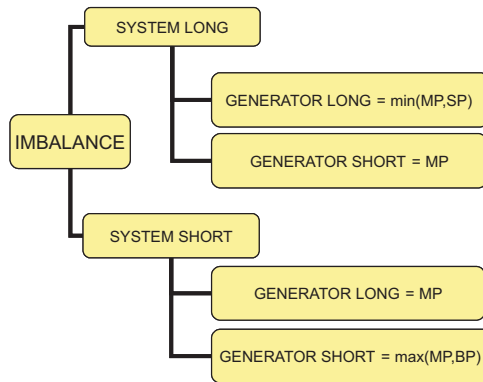 SYSTEM LONG
GENERATOR LONG = min(MP,SP)
IMBALANCE
GENERATOR SHORT = MP
SYSTEM SHORT
GENERATOR LONG = MP
GENERATOR SHORT = max(MP,BP)